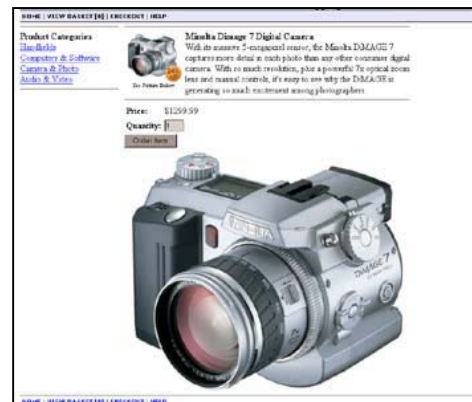 HOME | VIEW BASKET [0] | CHECKOUT | HELP
Product Categories
Handhelds
Computers & Software
Camera & Photo
Audio & Video
See Picture Below
Minolta Dimage 7 Digital Camera
With its massive 5-megapixel sensor, the Minolta DiMAGE 7
captures more detail in each photo than any other consumer digital
camera. With so much resolution, plus a powerful 7x optical zoom
lens and manual controls, it's easy to see why the DiMAGE is
generating so much excitement among photographers.
Price: $1299.99
Quantity:
Order Item
MINOLTA
DiMAGE 7
HOME | VIEW BASKET [0] | CHECKOUT | HELP